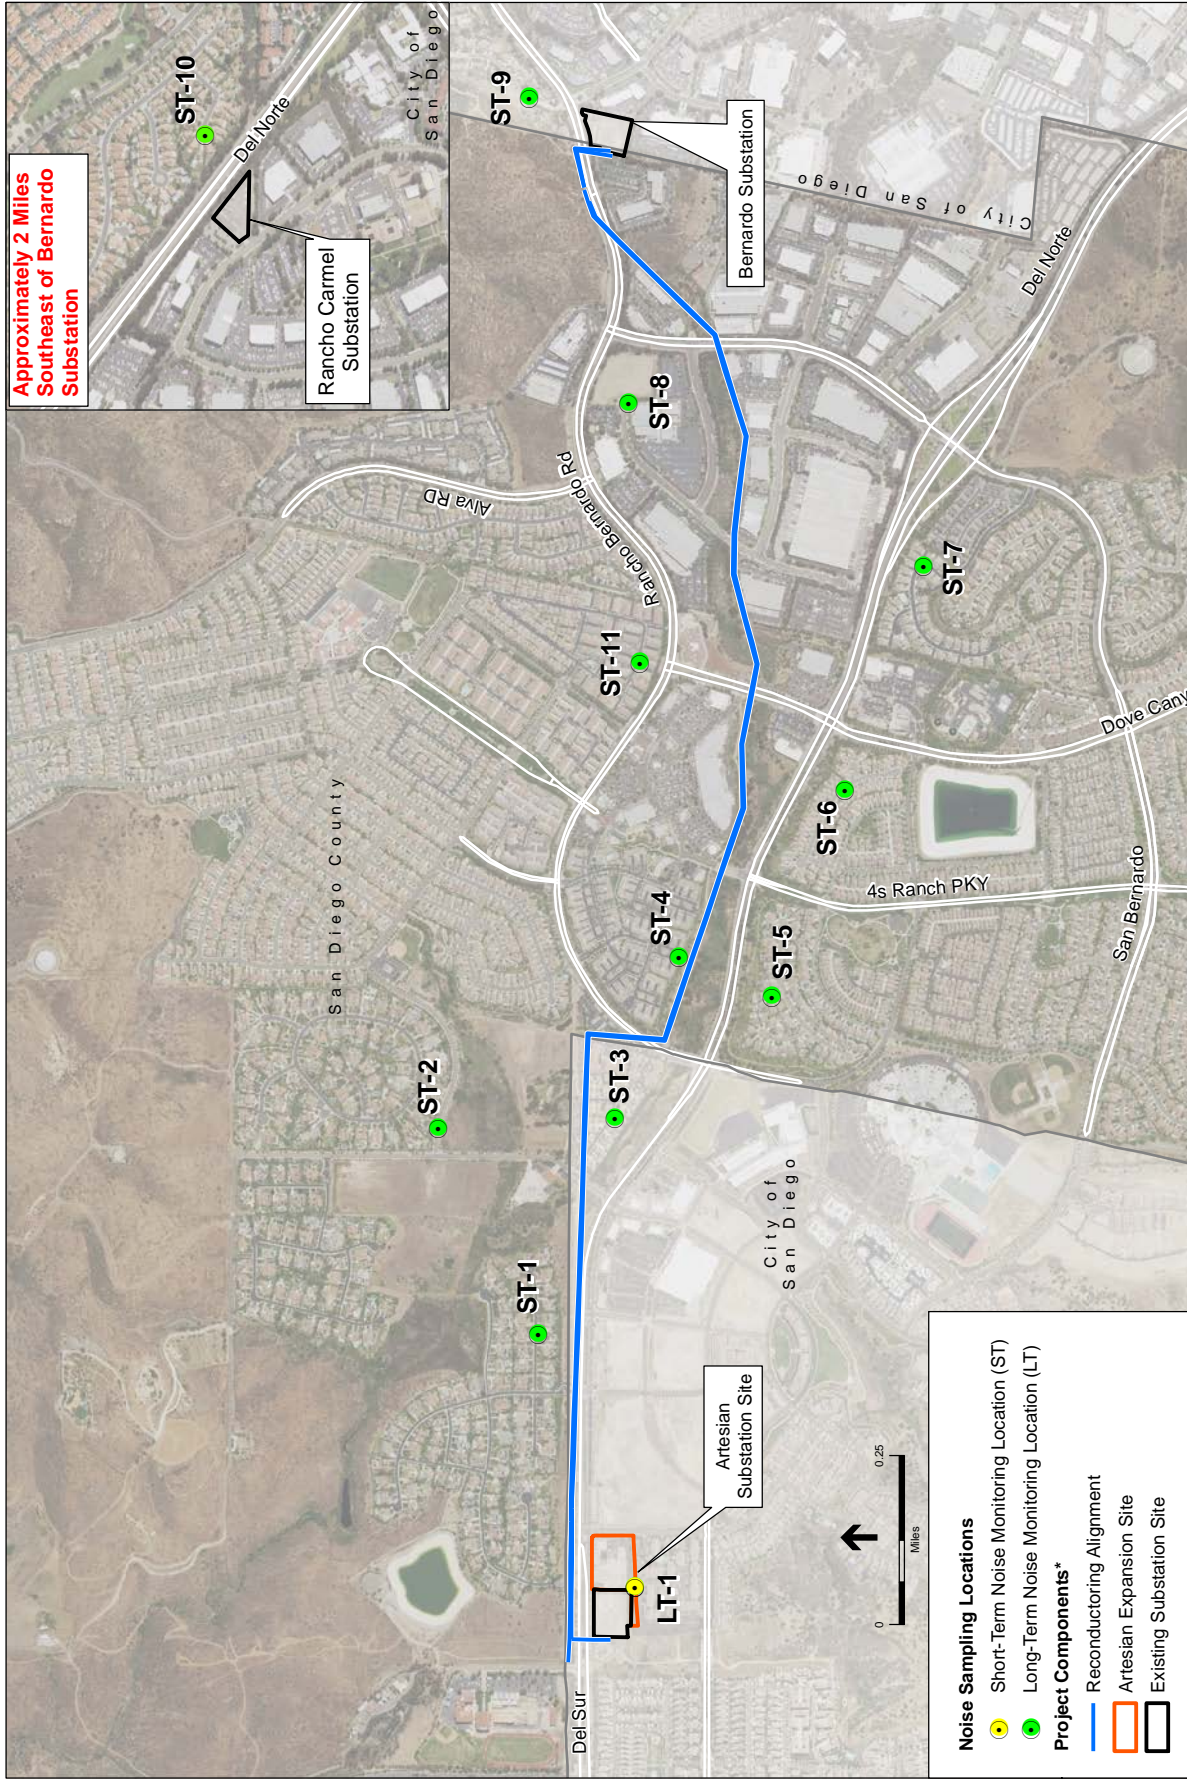 Approximately 2 Miles
Southeast of Bernardo
Substation
ST-10
Del Norte
City of
San Diego
Rancho Carmel
Substation
ST-9
Bernardo Substation
City of San Diego
Del Norte
ST-8
Alva RD
Rancho Bernardo Rd
ST-7
ST-11
Dove Cany
San Diego County
ST-6
4s Ranch PKY
San Bernardo
ST-4
ST-5
ST-2
ST-3
City of
San Diego
ST-1
Artesian
Substation Site
LT-1
Del Sur
0
0.25
Miles
Noise Sampling Locations
Short-Term Noise Monitoring Location (ST)
Long-Term Noise Monitoring Location (LT)
Project Components*
Reconductoring Alignment
Artesian Expansion Site
Existing Substation Site